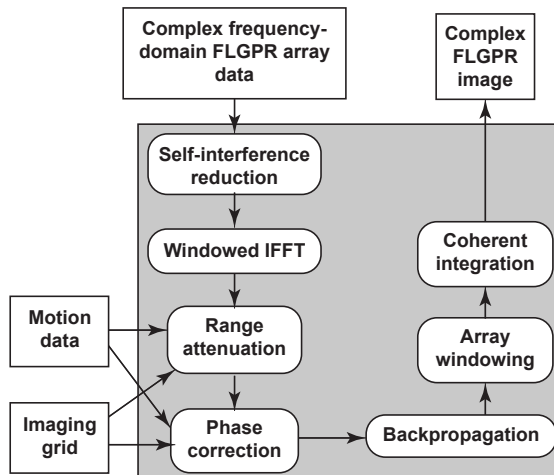 Complex frequency-
domain FLGPR array
data
Complex
FLGPR
image
Self-interference
reduction
Windowed IFFT
Coherent
integration
Motion
data
Range
attenuation
Array
windowing
Imaging
grid
Phase
correction
Backpropagation